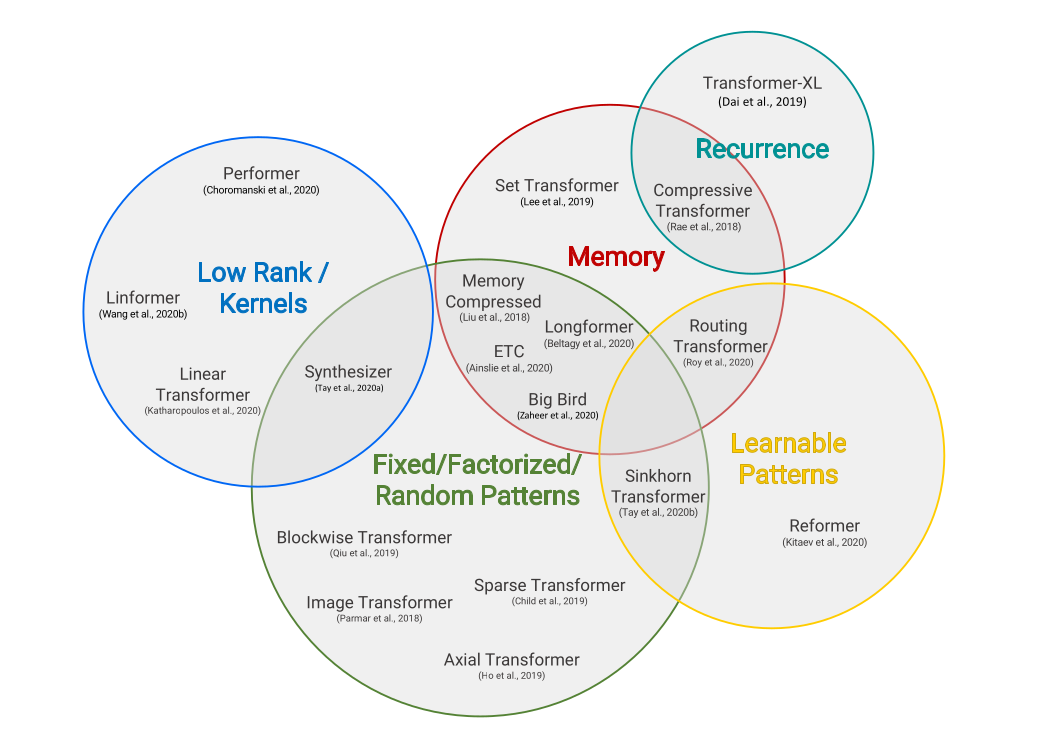 Transformer-XL
(Dai et al., 2019)
Recurrence
Compressive
Transformer
(Rae et al., 2018)
Set Transformer
(Lee et al., 2019)
Memory
Performer
(Choromanski et al., 2020)
Low Rank /
Kernels
Linformer
(Wang et al., 2020b)
Linear
Transformer
(Katharopoulos et al., 2020)
Synthesizer
(Tay et al., 2020a)
Memory
Compressed
(Liu et al., 2018)
Longformer
(Beltagy et al., 2020)
ETC
(Ainslie et al., 2020)
Big Bird
(Zaheer et al., 2020)
Routing
Transformer
(Roy et al., 2020)
Learnable
Patterns
Fixed/Factorized/
Random Patterns
Sinkhorn
Transformer
(Tay et al., 2020b)
Reformer
(Kitaev et al., 2020)
Blockwise Transformer
(Qiu et al., 2019)
Sparse Transformer
(Child et al., 2019)
Image Transformer
(Parmar et al., 2018)
Axial Transformer
(Ho et al., 2019)